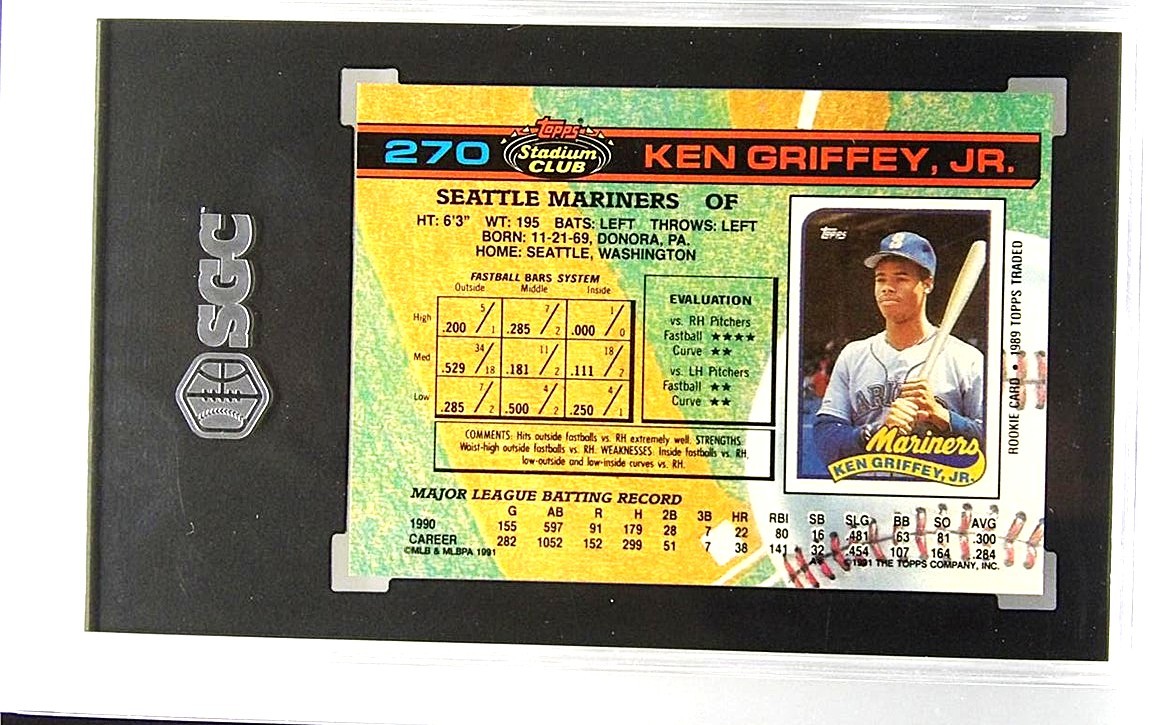 SGC
270 Topps Stadium CLUB KEN GRIFFEY, JR.
SEATTLE MARINERS OF
HT: 6'3" WT: 195 BATS: LEFT THROWS: LEFT
BORN: 11-21-69, DONORA, PA.
HOME: SEATTLE, WASHINGTON
FASTBALL BARS SYSTEM
Outside Middle Inside
High .200 5/1 .285 7/2 .000 1/0
Med .529 34/18 .181 11/2 .111 18/2
Low .285 7/2 .500 4/2 .250 4/1
EVALUATION
vs. RH Pitchers
Fastball ★★★★
Curve ★★
vs. LH Pitchers
Fastball ★★
Curve ★★
COMMENTS: Hits outside fastballs vs. RH extremely well. STRENGTHS:
Waist-high outside fastballs vs. RH. WEAKNESSES: Inside fastballs vs. RH,
low-outside and low-inside curves vs. RH.
Topps
S
Mariners
KEN GRIFFEY, JR.
ROOKIE CARD • 1989 TOPPS TRADED
MAJOR LEAGUE BATTING RECORD
G AB R H 2B 3B HR RBI SB SLG BB SO AVG
1990 155 597 91 179 28 7 22 80 16 .481 63 81 .300
CAREER 282 1052 152 299 51 7 38 141 32 .454 107 164 .284
©MLB & MLBPA 1991
©1991 THE TOPPS COMPANY, INC.